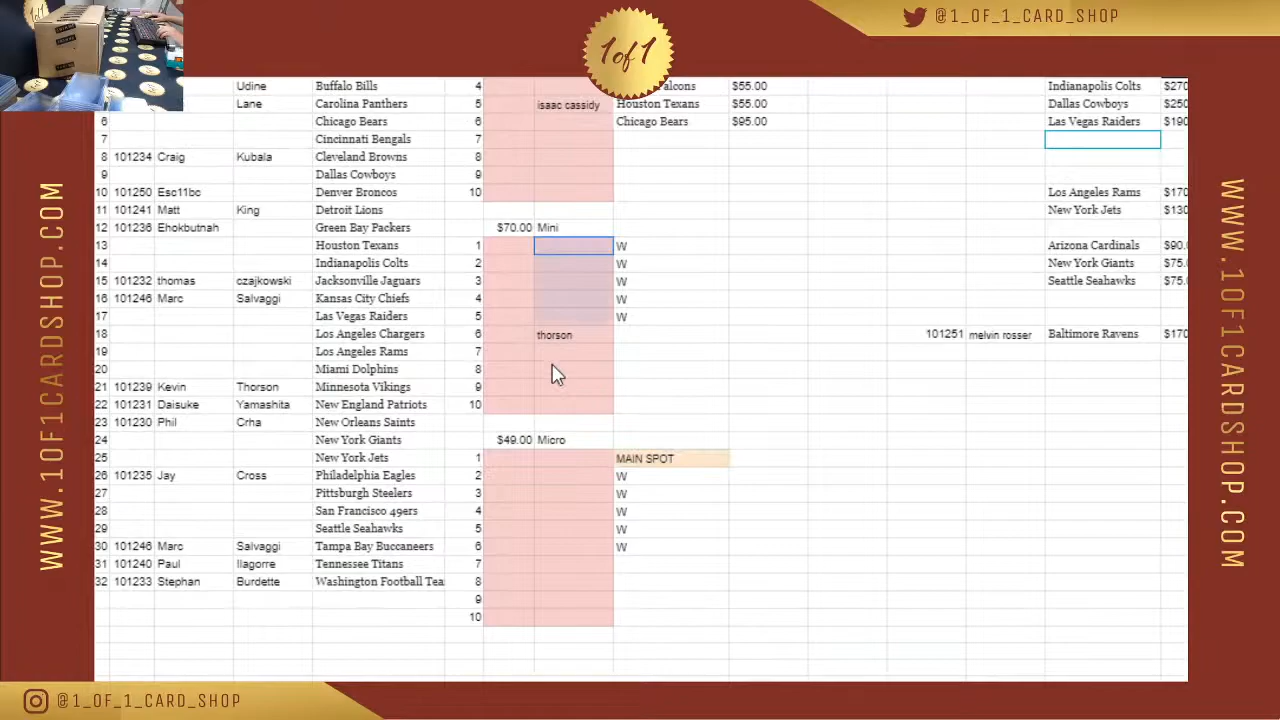 @1_OF_1_CARD_SHOP
1of1
WWW.1OF1CARDSHOP.COM
Udine Buffalo Bills 4 alcons $55.00 Indianapolis Colts $270
Lane Carolina Panthers 5 isaac cassidy Houston Texans $55.00 Dallas Cowboys $250
6 Chicago Bears 6 Chicago Bears $95.00 Las Vegas Raiders $190
7 Cincinnati Bengals 7
8 101234 Craig Kubala Cleveland Browns 8
9 Dallas Cowboys 9
10 101250 Esc11bc Denver Broncos 10 Los Angeles Rams $170
11 101241 Matt King Detroit Lions New York Jets $130
12 101236 Ehokbutnah Green Bay Packers $70.00 Mini
13 Houston Texans 1 W Arizona Cardinals $90.
14 Indianapolis Colts 2 W New York Giants $75.
15 101232 thomas czajkowski Jacksonville Jaguars 3 W Seattle Seahawks $75.
16 101246 Marc Salvaggi Kansas City Chiefs 4 W
17 Las Vegas Raiders 5 W
18 Los Angeles Chargers 6 thorson 101251 melvin rosser Baltimore Ravens $170
19 Los Angeles Rams 7
20 Miami Dolphins 8
21 101239 Kevin Thorson Minnesota Vikings 9
22 101231 Daisuke Yamashita New England Patriots 10
23 101230 Phil Crha New Orleans Saints
24 New York Giants $49.00 Micro
25 New York Jets 1 MAIN SPOT
26 101235 Jay Cross Philadelphia Eagles 2 W
27 Pittsburgh Steelers 3 W
28 San Francisco 49ers 4 W
29 Seattle Seahawks 5 W
30 101246 Marc Salvaggi Tampa Bay Buccaneers 6 W
31 101240 Paul Ilagorre Tennessee Titans 7
32 101233 Stephan Burdette Washington Football Tea 8
9
10
WWW.1OF1CARDSHOP.COM
@1_OF_1_CARD_SHOP